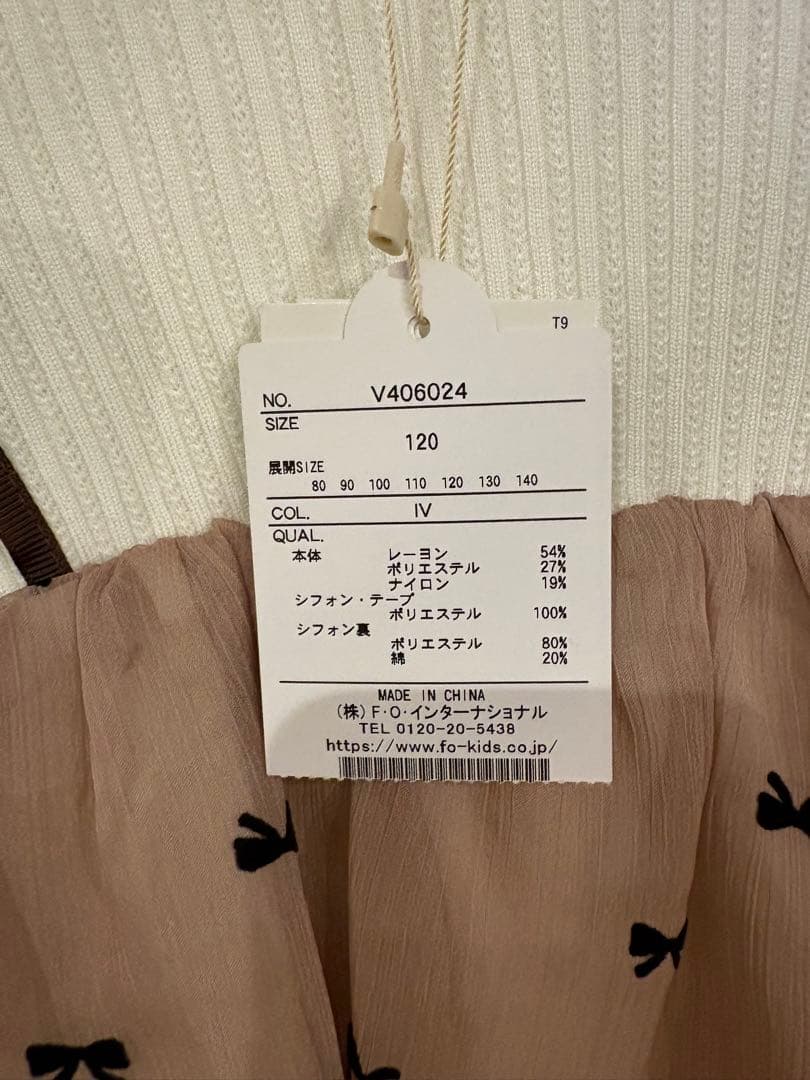 T9
NO. V406024
SIZE
120
展開SIZE
80 90 100 110 120 130 140
COL. IV
QUAL.
本体 レーヨン 54%
ポリエステル 27%
ナイロン 19%
シフォン・テープ
ポリエステル 100%
シフォン裏
ポリエステル 80%
綿 20%
MADE IN CHINA
(株)F・O・インターナショナル
TEL 0120-20-5438
https://www.fo-kids.co.jp/